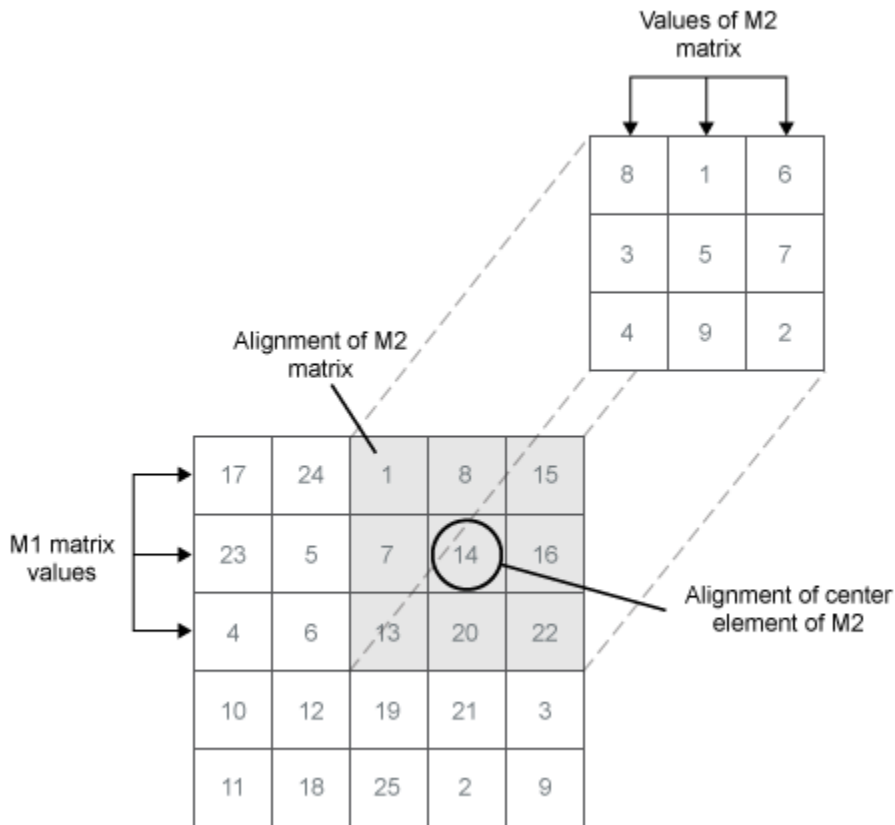 Values of M2
matrix
8 1 6
3 5 7
4 9 2
Alignment of M2
matrix
17 24 1 8 15
M1 matrix
values
23 5 7 14 16
Alignment of center
element of M2
4 6 13 20 22
10 12 19 21 3
11 18 25 2 9